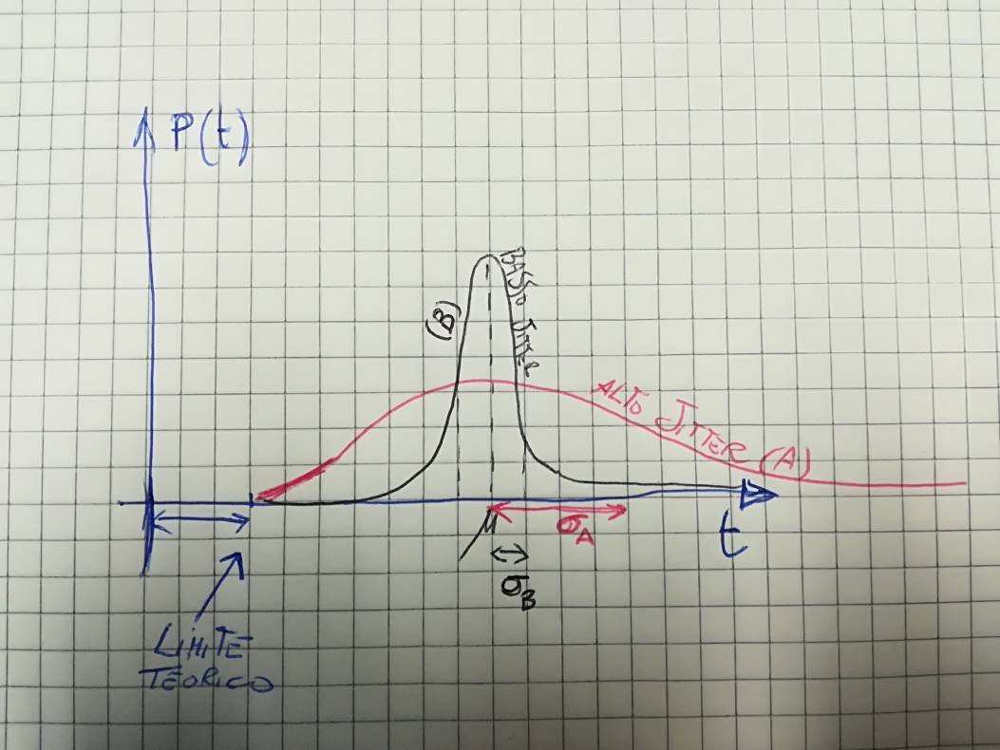 P(t)
(B)
BASSO JITTER
ALTO JITTER (A)
μ
σA
σB
t
LIMITE
TEORICO